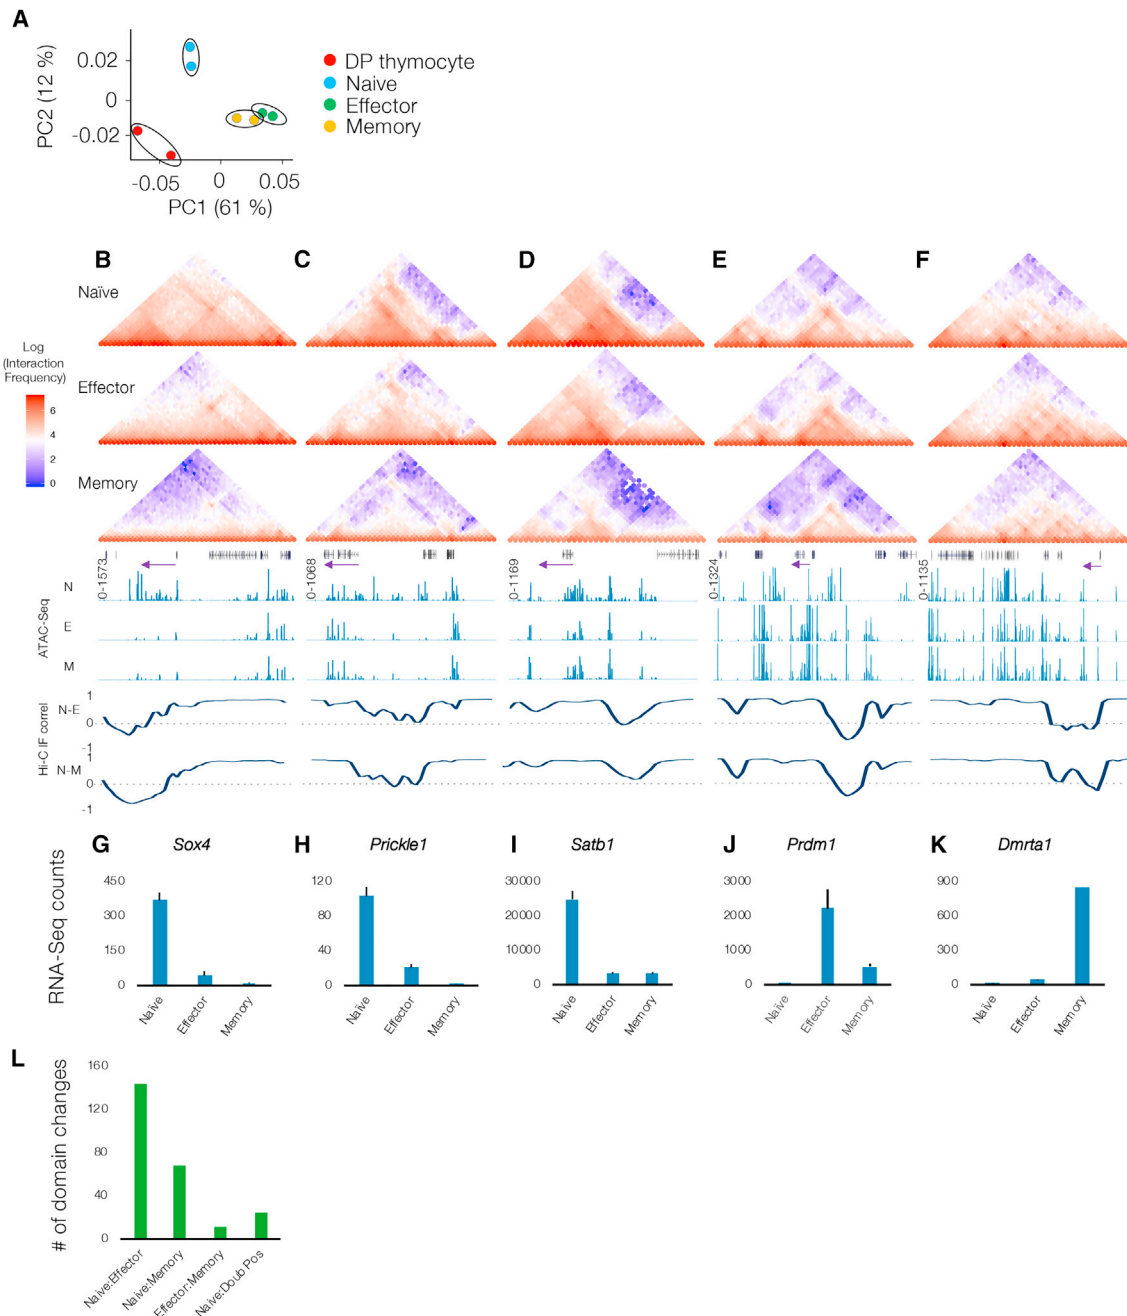 A
PC2 (12 %)
0.02
0
-0.02
-0.05
0
0.05
PC1 (61 %)
DP thymocyte
Naive
Effector
Memory
B
C
D
E
F
Naïve
Effector
Memory
Log
(Interaction
Frequency)
6
4
2
0
0-1573
0-1068
0-1169
0-1324
0-1135
ATAC-Seq
N
E
M
Hi-C IF correl
N-E
1
0
-1
N-M
1
0
-1
G
Sox4
H
Prickle1
I
Satb1
J
Prdm1
K
Dmrta1
RNA-Seq counts
450
300
150
0
Naïve
Effector
Memory
120
80
40
0
Naïve
Effector
Memory
30000
20000
10000
0
Naïve
Effector
Memory
3000
2000
1000
0
Naïve
Effector
Memory
900
600
300
0
Naïve
Effector
Memory
L
# of domain changes
160
120
80
40
0
Naive:Effector
Naive:Memory
Effector:Memory
Naive:Doub Pos